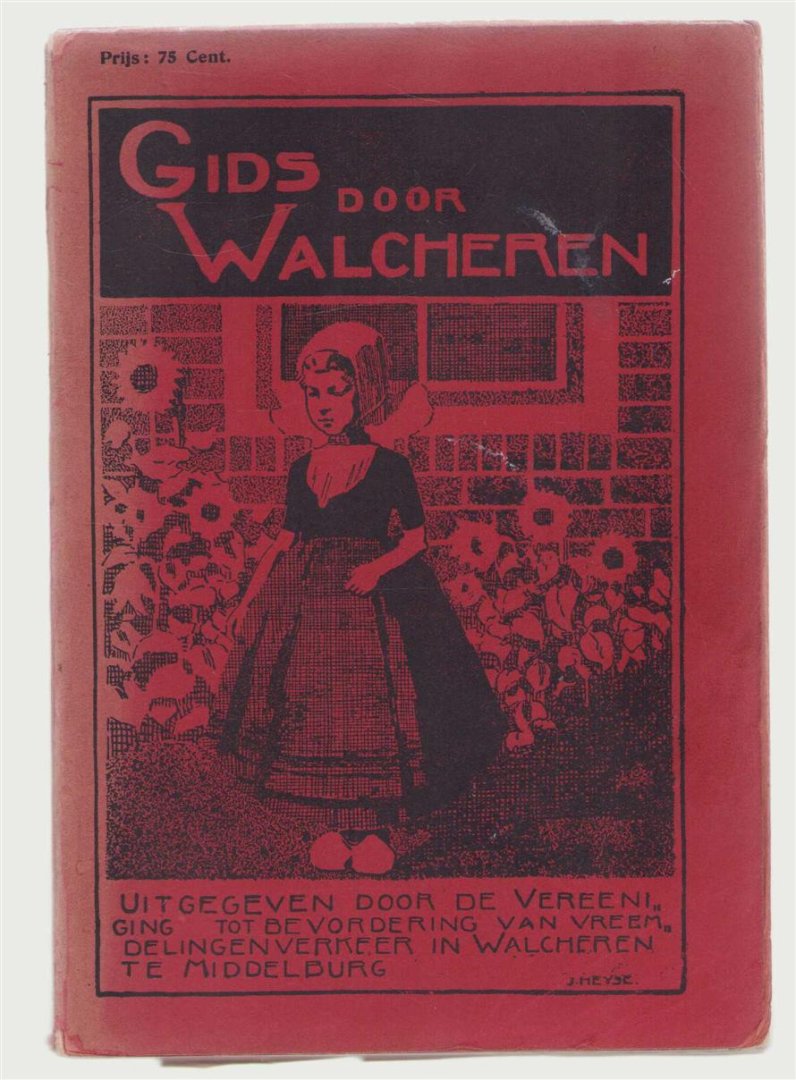 Prijs: 75 Cent.
GIDS
DOOR
WALCHEREN
UITGEGEVEN DOOR DE VEREENI„
GING TOT BEVORDERING VAN VREEM„
DELINGENVERKEER IN WALCHEREN
TE MIDDELBURG
J. HEYSE.